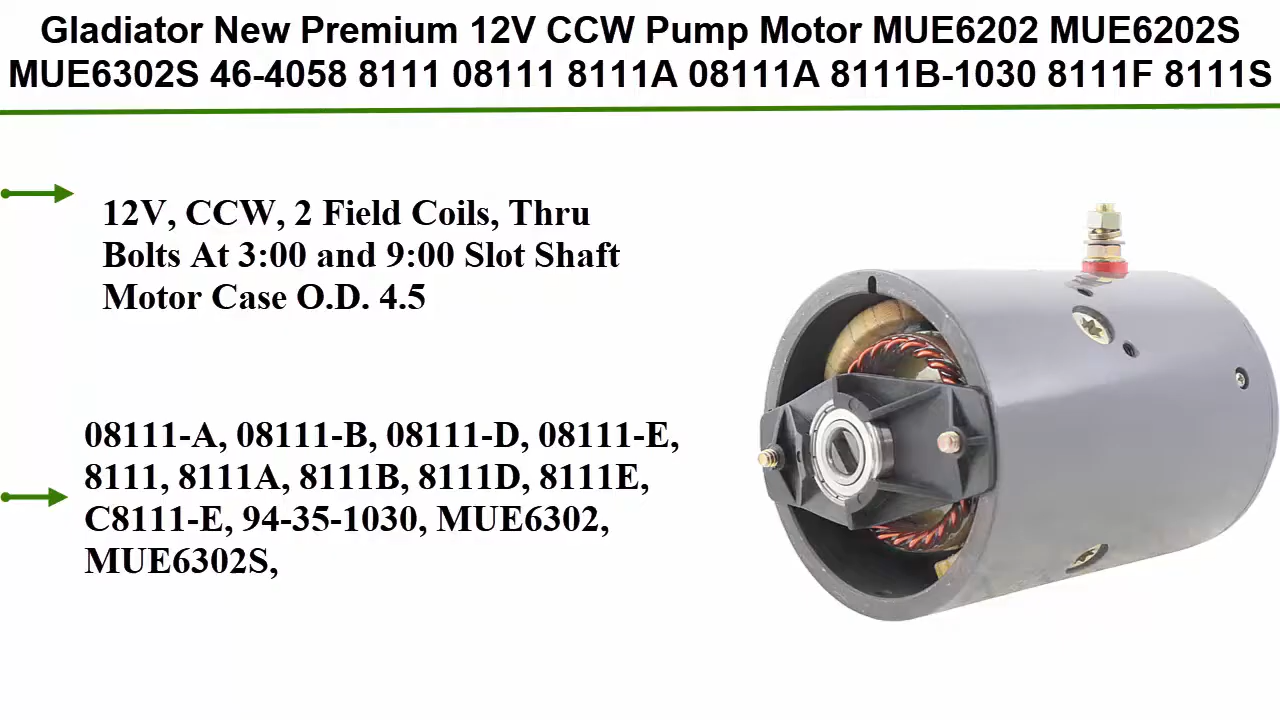 Gladiator New Premium 12V CCW Pump Motor MUE6202 MUE6202S
MUE6302S 46-4058 8111 08111 8111A 08111A 8111B-1030 8111F 8111S
12V, CCW, 2 Field Coils, Thru
Bolts At 3:00 and 9:00 Slot Shaft
Motor Case O.D. 4.5
08111-A, 08111-B, 08111-D, 08111-E,
8111, 8111A, 8111B, 8111D, 8111E,
C8111-E, 94-35-1030, MUE6302,
MUE6302S,